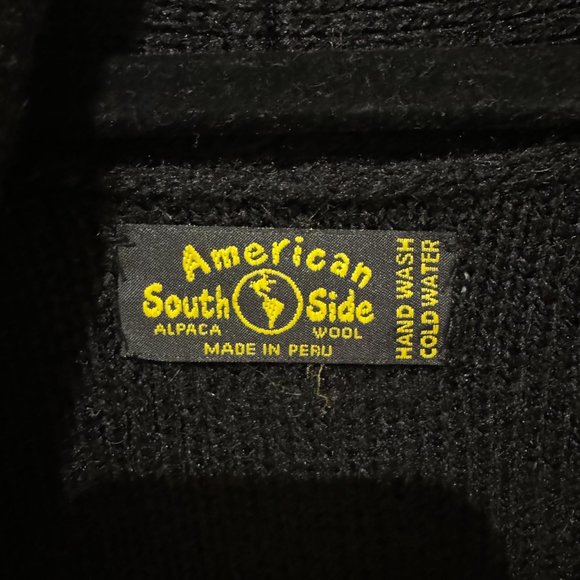 American
South Side
ALPACA WOOL
MADE IN PERU
HAND WASH
COLD WATER